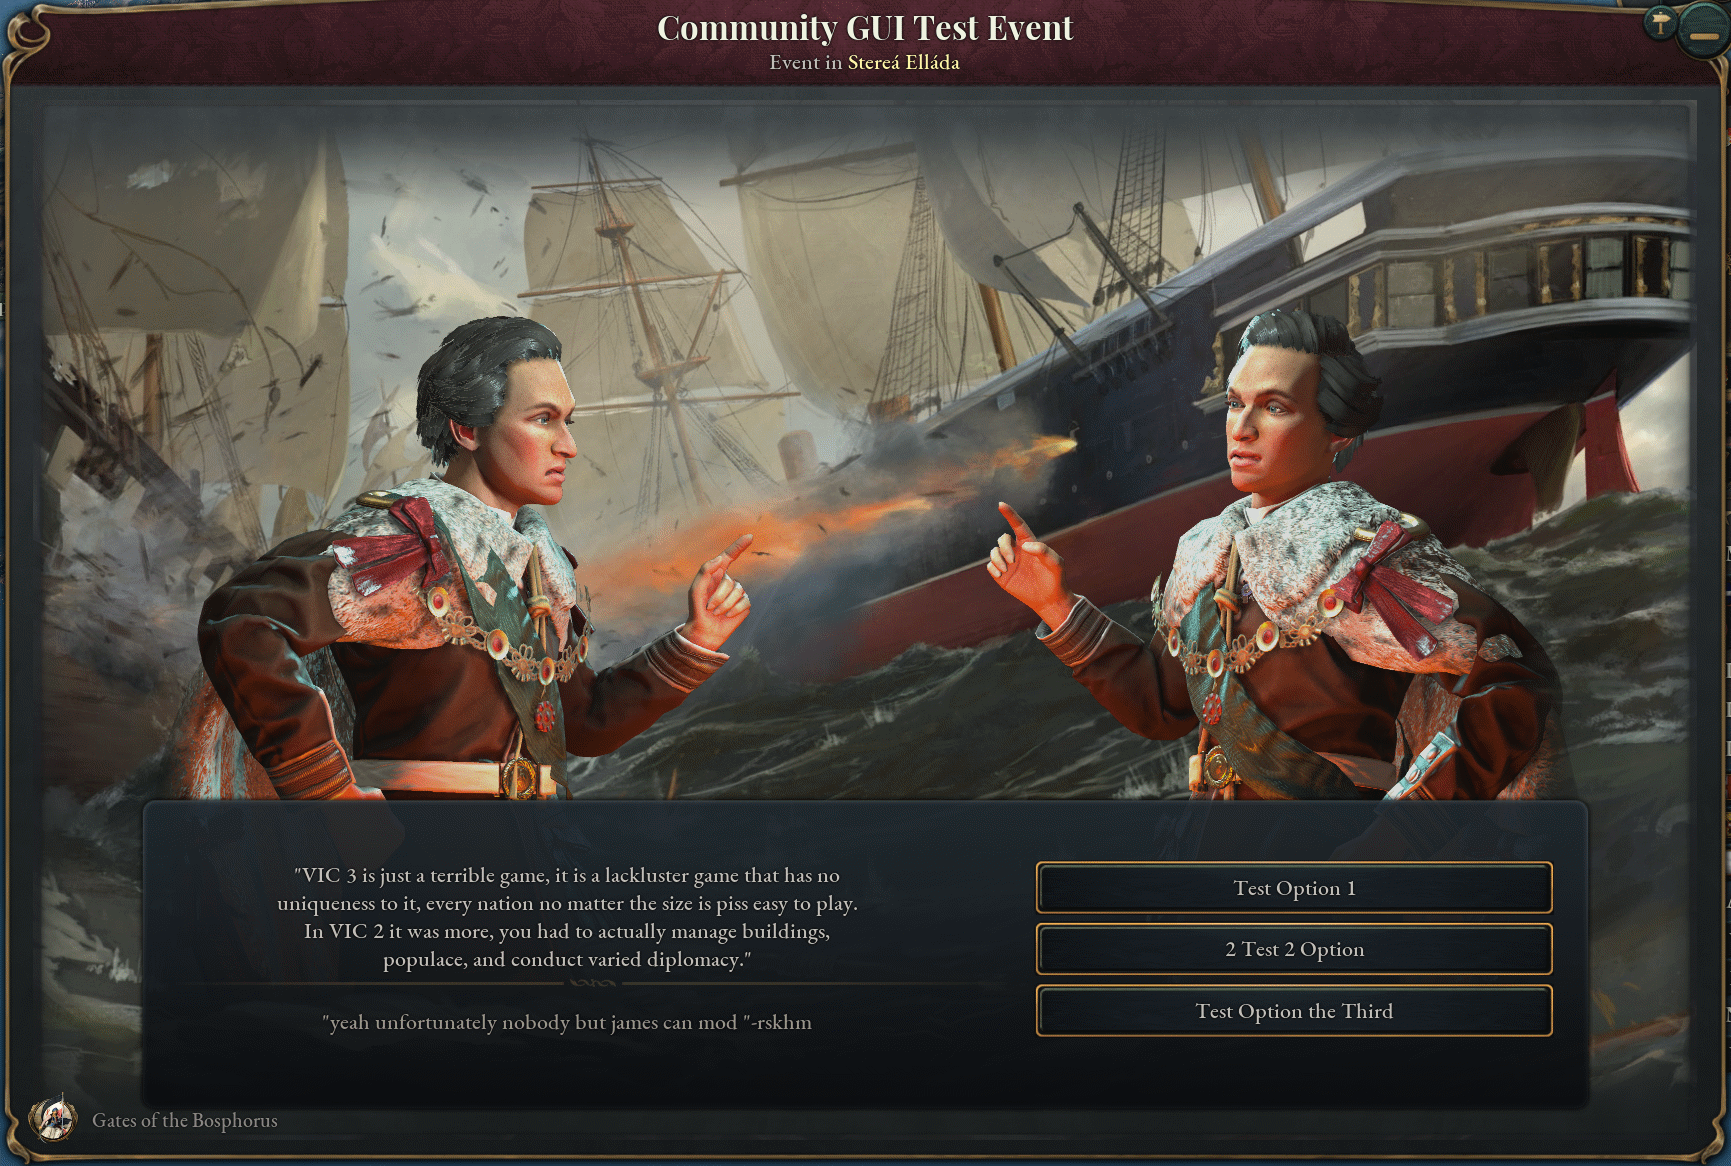 Community GUI Test Event
Event in Stereá Elláda
"VIC 3 is just a terrible game, it is a lackluster game that has no
uniqueness to it, every nation no matter the size is piss easy to play.
In VIC 2 it was more, you had to actually manage buildings,
populace, and conduct varied diplomacy."
"yeah unfortunately nobody but james can mod "-rskhm
Test Option 1
2 Test 2 Option
Test Option the Third
Gates of the Bosphorus